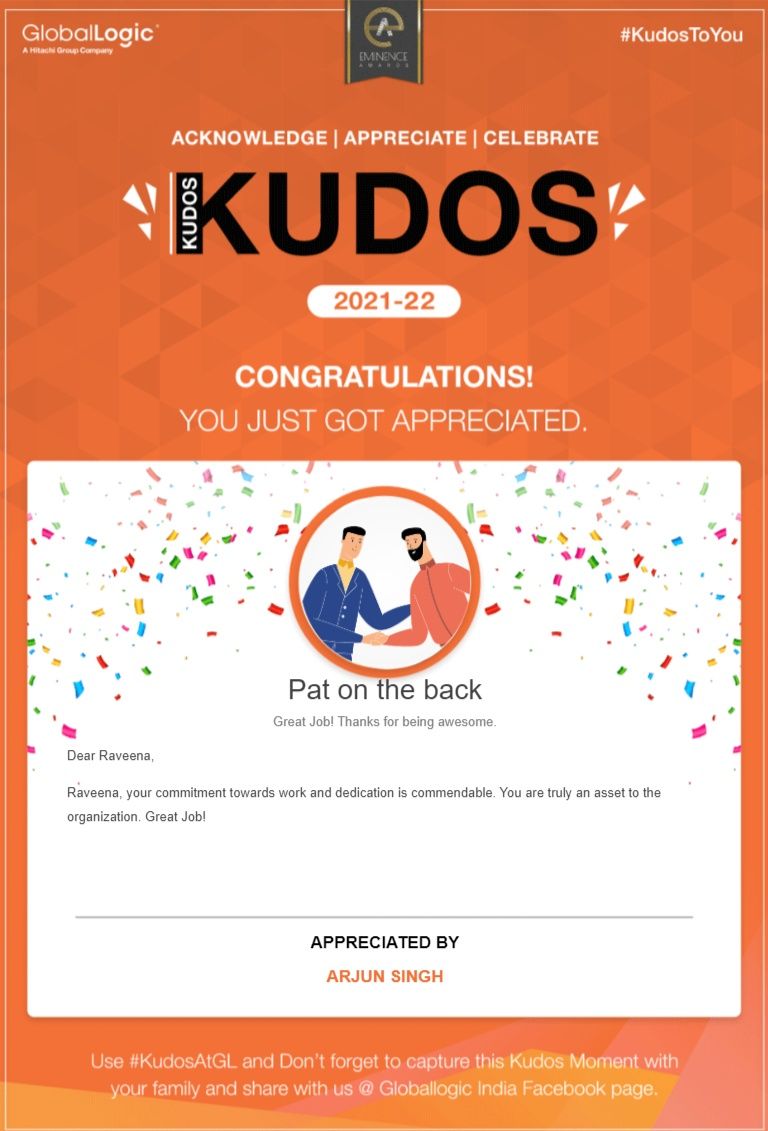 GlobalLogic
A Hitachi Group Company
EMINENCE
AWARDS
#KudosToYou
ACKNOWLEDGE | APPRECIATE | CELEBRATE
KUDOS
KUDOS
2021-22
CONGRATULATIONS!
YOU JUST GOT APPRECIATED.
Pat on the back
Great Job! Thanks for being awesome.
Dear Raveena,
Raveena, your commitment towards work and dedication is commendable. You are truly an asset to the
organization. Great Job!
APPRECIATED BY
ARJUN SINGH
Use #KudosAtGL and Don't forget to capture this Kudos Moment with
your family and share with us @ Globallogic India Facebook page.